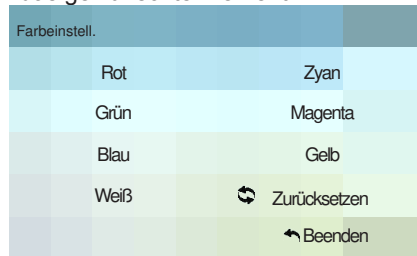 Farbeinstell.
Rot Zyan
Grün Magenta
Blau Gelb
Weiß Zurücksetzen
Beenden